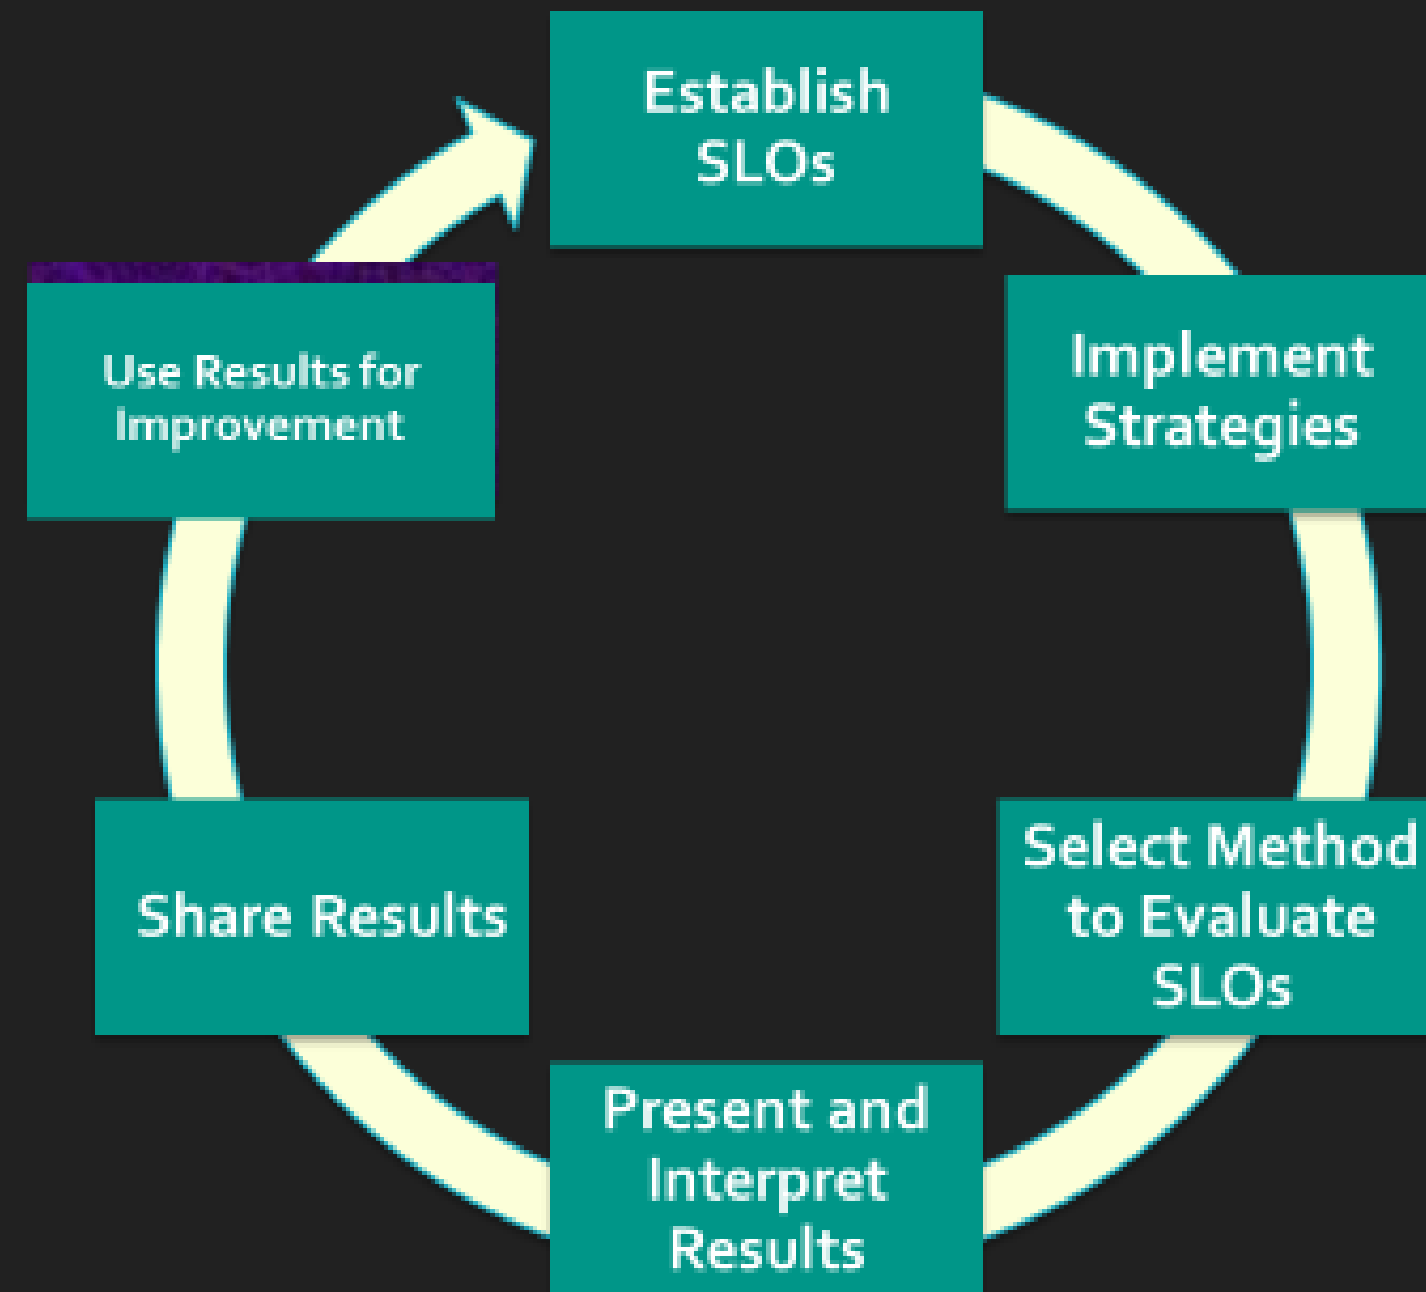 Establish
SLOs
Implement
Strategies
Select Method
to Evaluate
SLOs
Present and
Interpret
Results
Share Results
Use Results for
Improvement